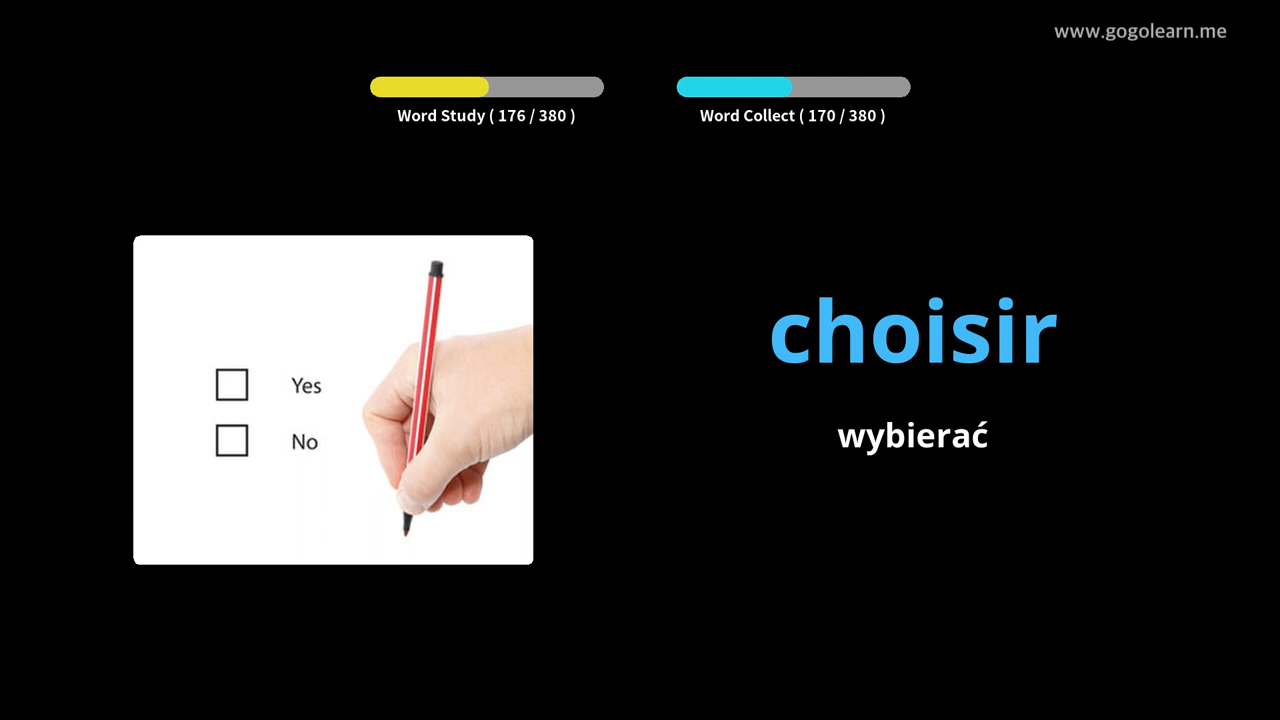 www.gogolearn.me
Word Study ( 176 / 380 )
Word Collect ( 170 / 380 )
Yes
No
choisir
wybierać